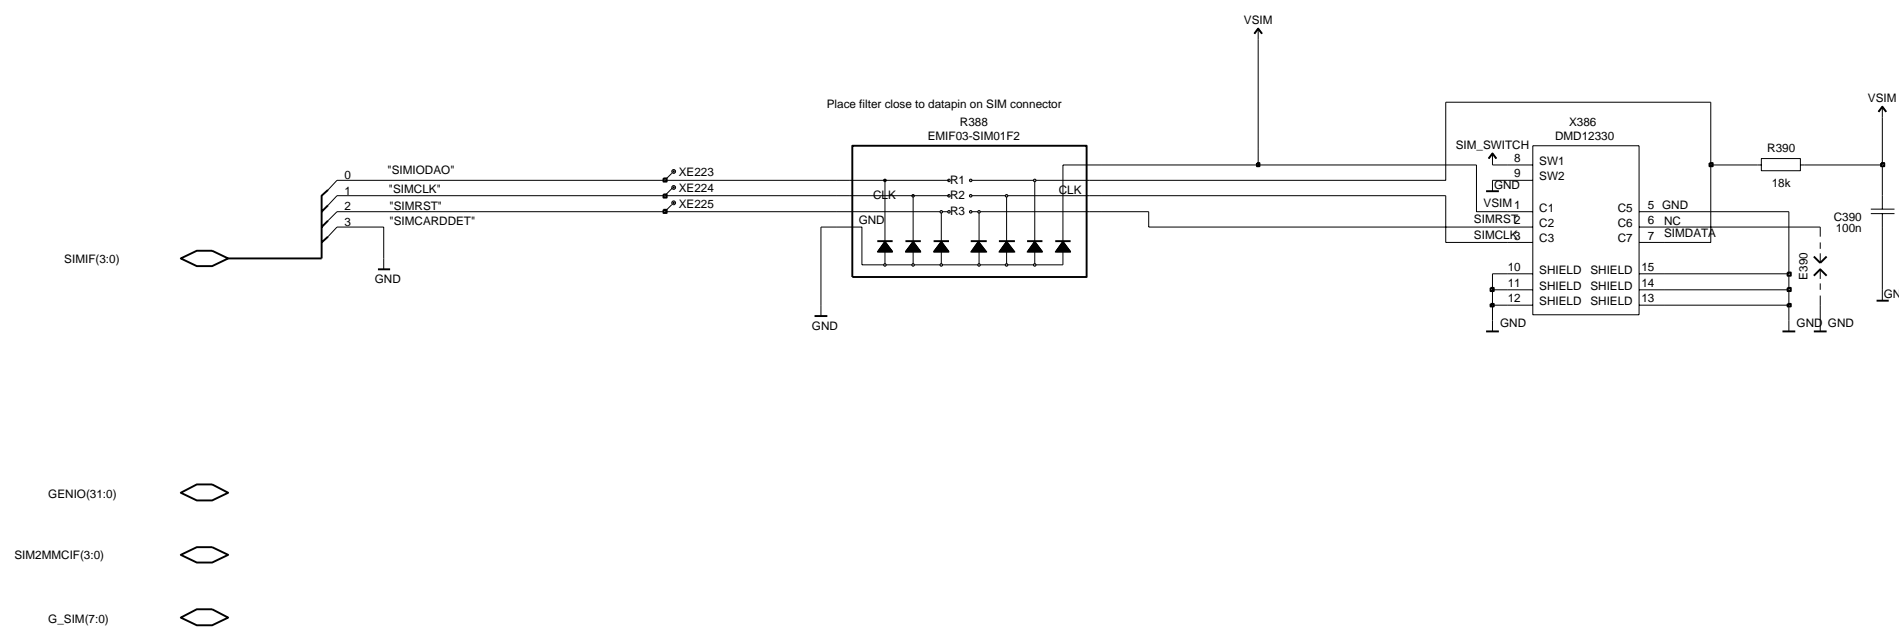 VSIM
VSIM
Place filter close to datapin on SIM connector
R388
EMIF03-SIM01F2
X386
DMD12330
SIM_SWITCH
R390
18k
8 SW1
9 SW2
GND
0 "SIMIODAO"
XE223
R1
1 "SIMCLK"
XE224
CLK
R2
CLK
2 "SIMRST"
XE225
R3
3 "SIMCARDDET"
GND
VSIM 1 C1
C5 5 GND
SIMRST 2 C2
C6 6 NC
SIMCLK 3 C3
C7 7 SIMDATA
C390
100n
SIMIF(3:0)
GND
E390
10 SHIELD SHIELD 15
11 SHIELD SHIELD 14
12 SHIELD SHIELD 13
GN
GND
GND
GND
GND
GENIO(31:0)
SIM2MMCIF(3:0)
G_SIM(7:0)